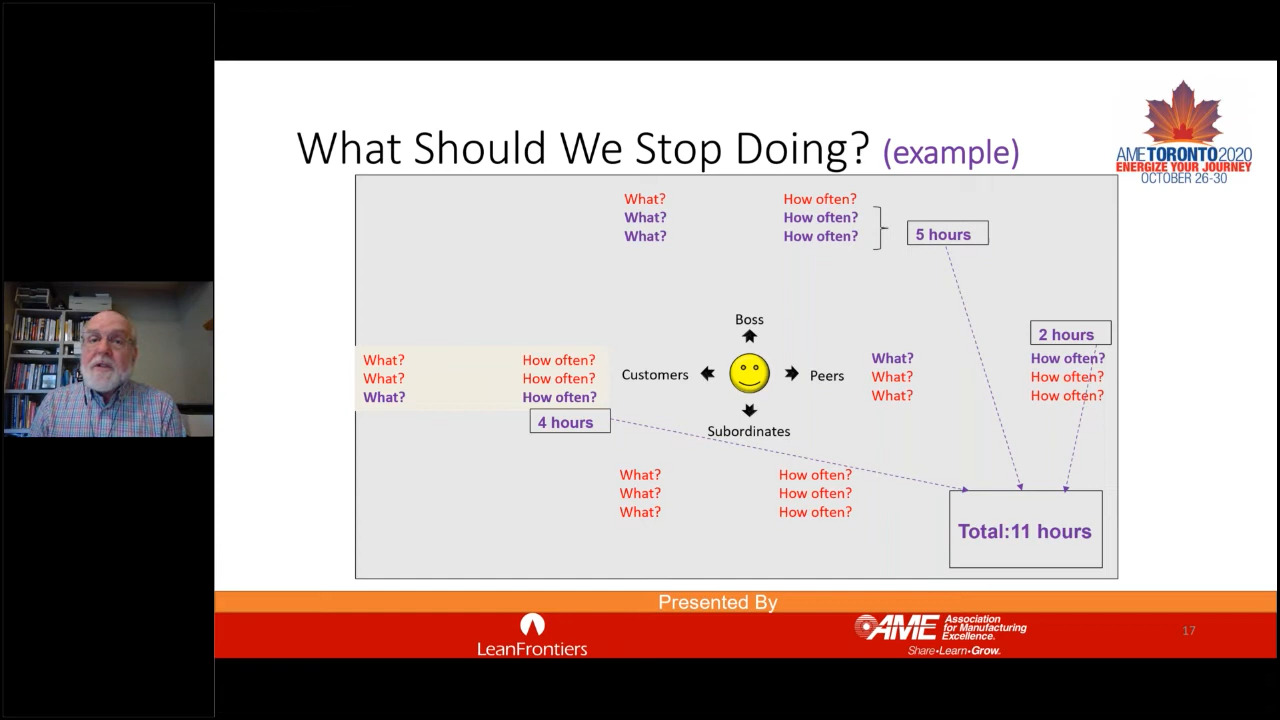 What Should We Stop Doing? (example)
AMETORONTO2020
ENERGIZE YOUR JOURNEY
OCTOBER 26-30
What? How often?
What? How often?
What? How often?
5 hours
Boss
2 hours
What? How often?
What? How often?
What? How often?
4 hours
Customers
Peers
What? How often?
What? How often?
What? How often?
Subordinates
What? How often?
What? How often?
What? How often?
Total:11 hours
Presented By
LeanFrontiers
AME
Association
for Manufacturing
Excellence.
Share•Learn•Grow.
17